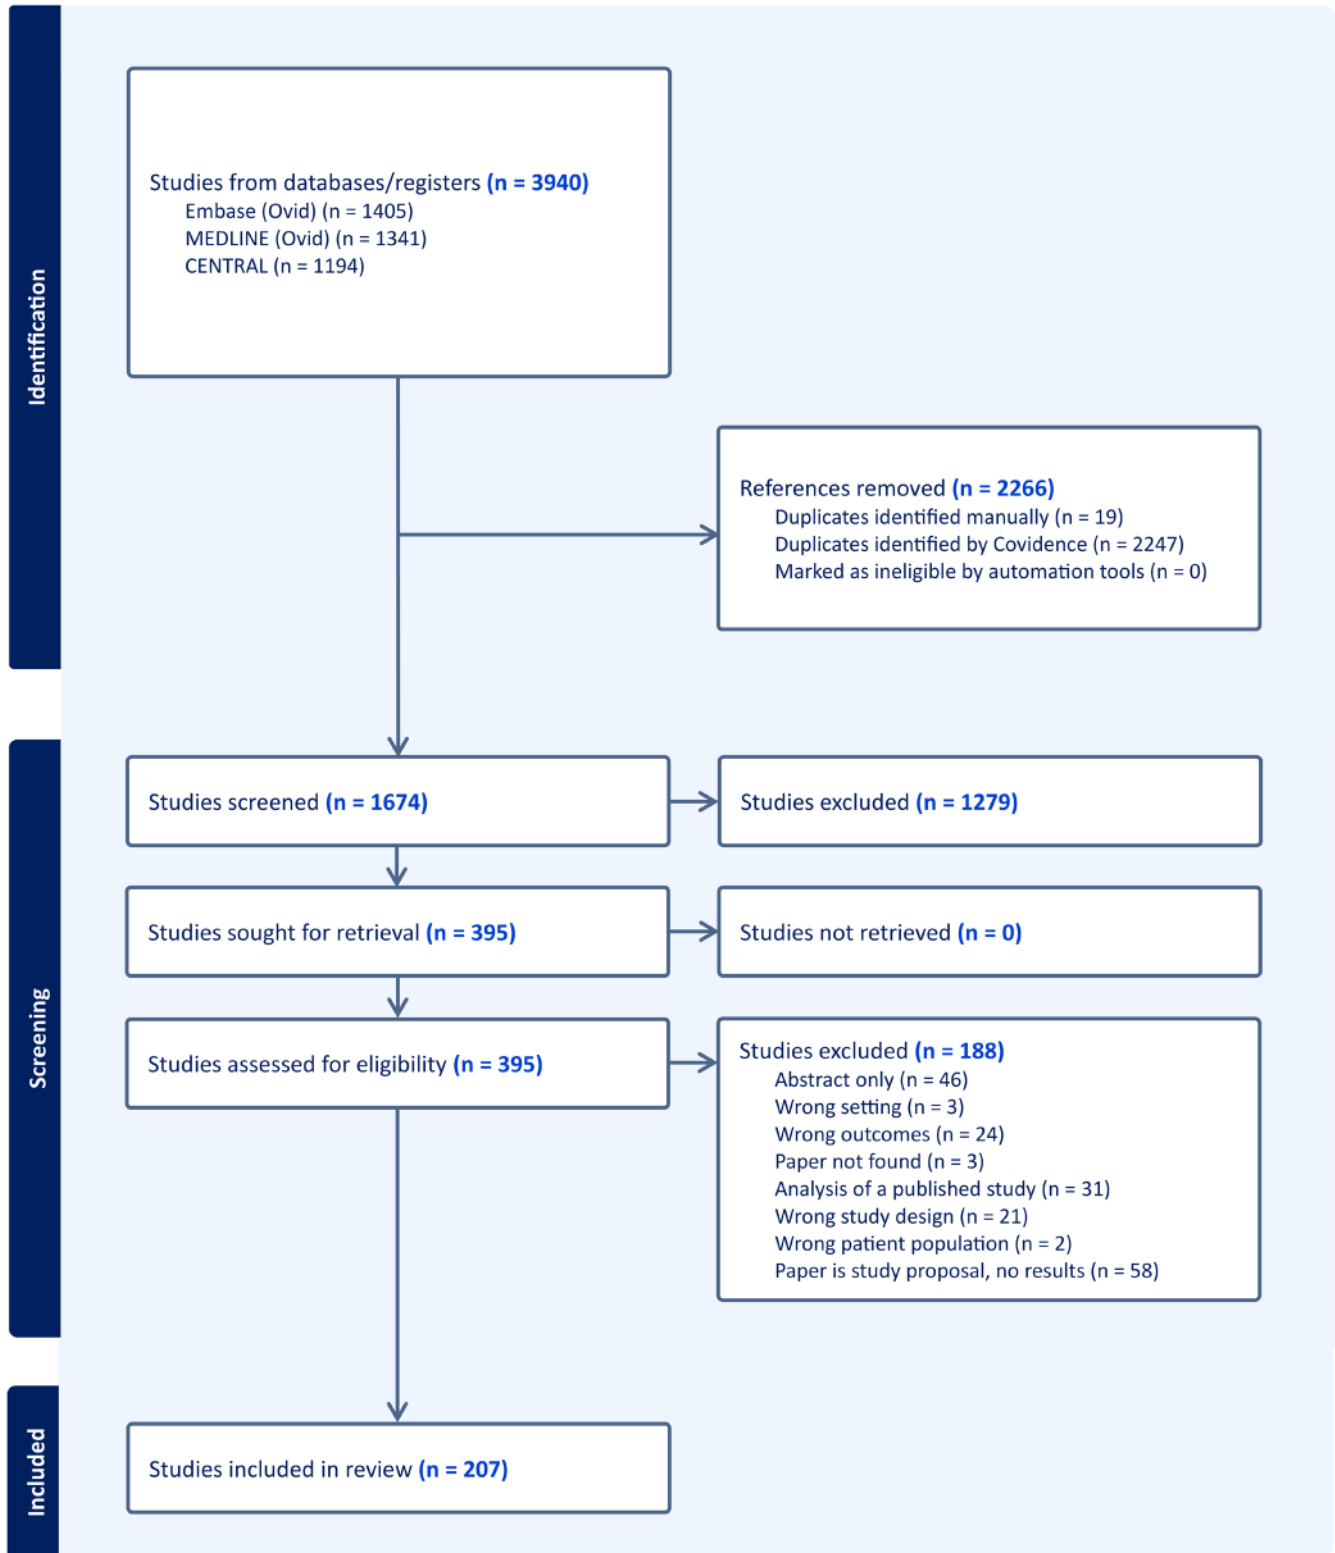 Identification
Studies from databases/registers (n = 3940)
Embase (Ovid) (n = 1405)
MEDLINE (Ovid) (n = 1341)
CENTRAL (n = 1194)
References removed (n = 2266)
Duplicates identified manually (n = 19)
Duplicates identified by Covidence (n = 2247)
Marked as ineligible by automation tools (n = 0)
Screening
Studies screened (n = 1674)
Studies excluded (n = 1279)
Studies sought for retrieval (n = 395)
Studies not retrieved (n = 0)
Studies assessed for eligibility (n = 395)
Studies excluded (n = 188)
Abstract only (n = 46)
Wrong setting (n = 3)
Wrong outcomes (n = 24)
Paper not found (n = 3)
Analysis of a published study (n = 31)
Wrong study design (n = 21)
Wrong patient population (n = 2)
Paper is study proposal, no results (n = 58)
Included
Studies included in review (n = 207)